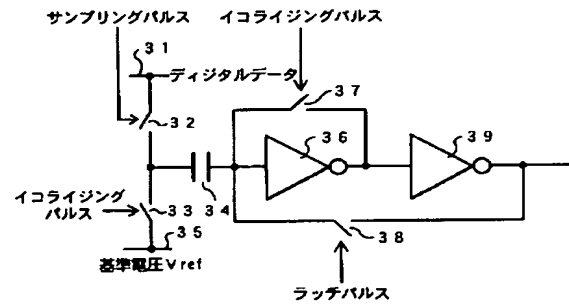 サンプリングパルス
イコライジングパルス
31
ディジタルデータ
37
32
36
39
イコライジング
パルス
33
34
38
35
基準電圧Vref
ラッチパルス